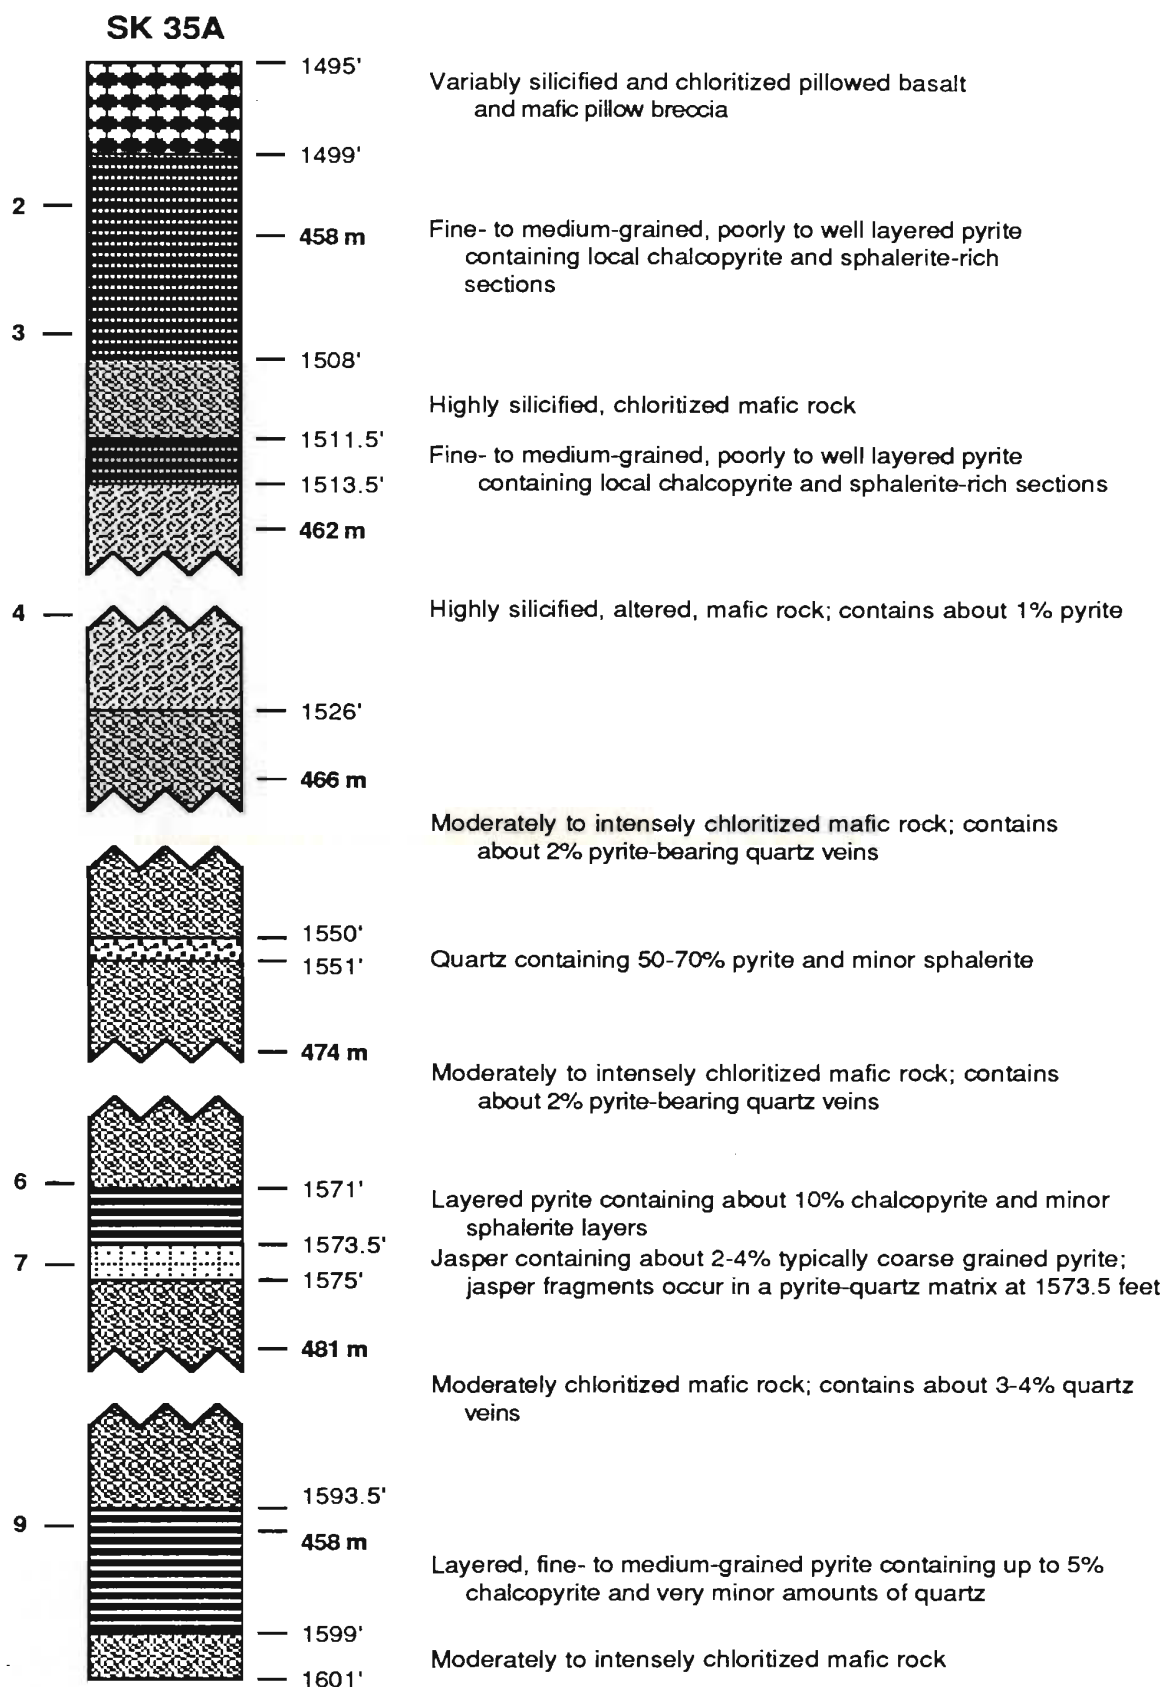 SK 35A
1495'
Variably silicified and chloritized pillowed basalt
and mafic pillow breccia
1499'
2
458 m
Fine- to medium-grained, poorly to well layered pyrite
containing local chalcopyrite and sphalerite-rich
sections
3
1508'
Highly silicified, chloritized mafic rock
1511.5'
Fine- to medium-grained, poorly to well layered pyrite
containing local chalcopyrite and sphalerite-rich sections
1513.5'
462 m
4
Highly silicified, altered, mafic rock; contains about 1% pyrite
1526'
466 m
Moderately to intensely chloritized mafic rock; contains
about 2% pyrite-bearing quartz veins
1550'
Quartz containing 50-70% pyrite and minor sphalerite
1551'
474 m
Moderately to intensely chloritized mafic rock; contains
about 2% pyrite-bearing quartz veins
6
1571'
Layered pyrite containing about 10% chalcopyrite and minor
sphalerite layers
1573.5'
7
Jasper containing about 2-4% typically coarse grained pyrite;
jasper fragments occur in a pyrite-quartz matrix at 1573.5 feet
1575'
481 m
Moderately chloritized mafic rock; contains about 3-4% quartz
veins
1593.5'
9
458 m
Layered, fine- to medium-grained pyrite containing up to 5%
chalcopyrite and very minor amounts of quartz
1599'
Moderately to intensely chloritized mafic rock
1601'